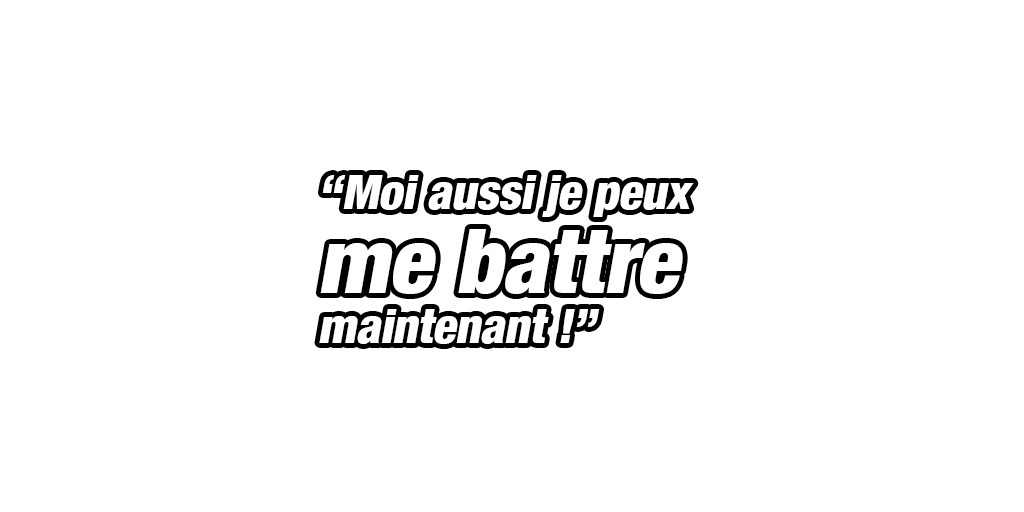 “Moi aussi je peux
me battre
maintenant !”